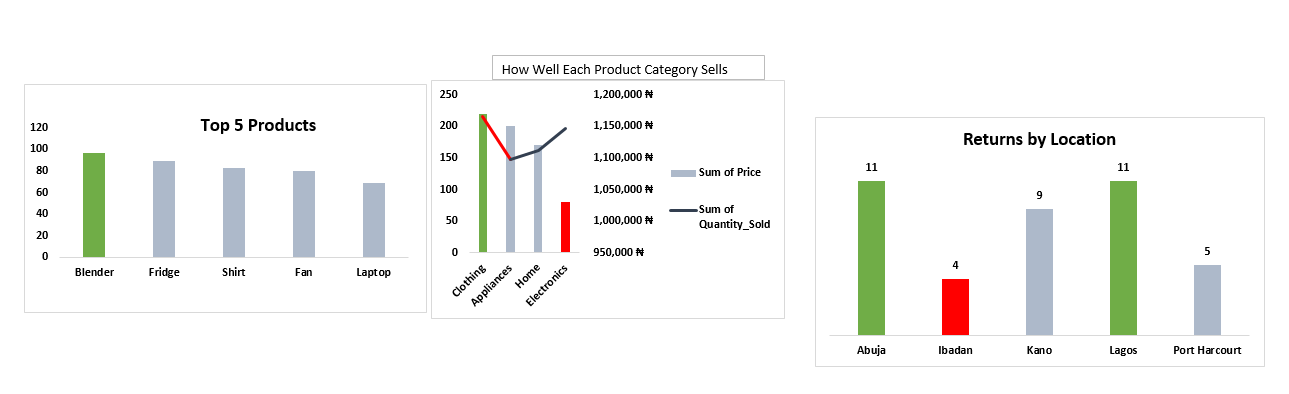 Top 5 Products
120
100
80
60
40
20
0
Blender Fridge Shirt Fan Laptop
How Well Each Product Category Sells
250 1,200,000 ₦
200 1,150,000 ₦
150 1,100,000 ₦
100 1,050,000 ₦
50 1,000,000 ₦
0 950,000 ₦
Clothing
Appliances
Home
Electronics
Sum of Price
Sum of
Quantity_Sold
Returns by Location
11 4 9 11 5
Abuja Ibadan Kano Lagos Port Harcourt